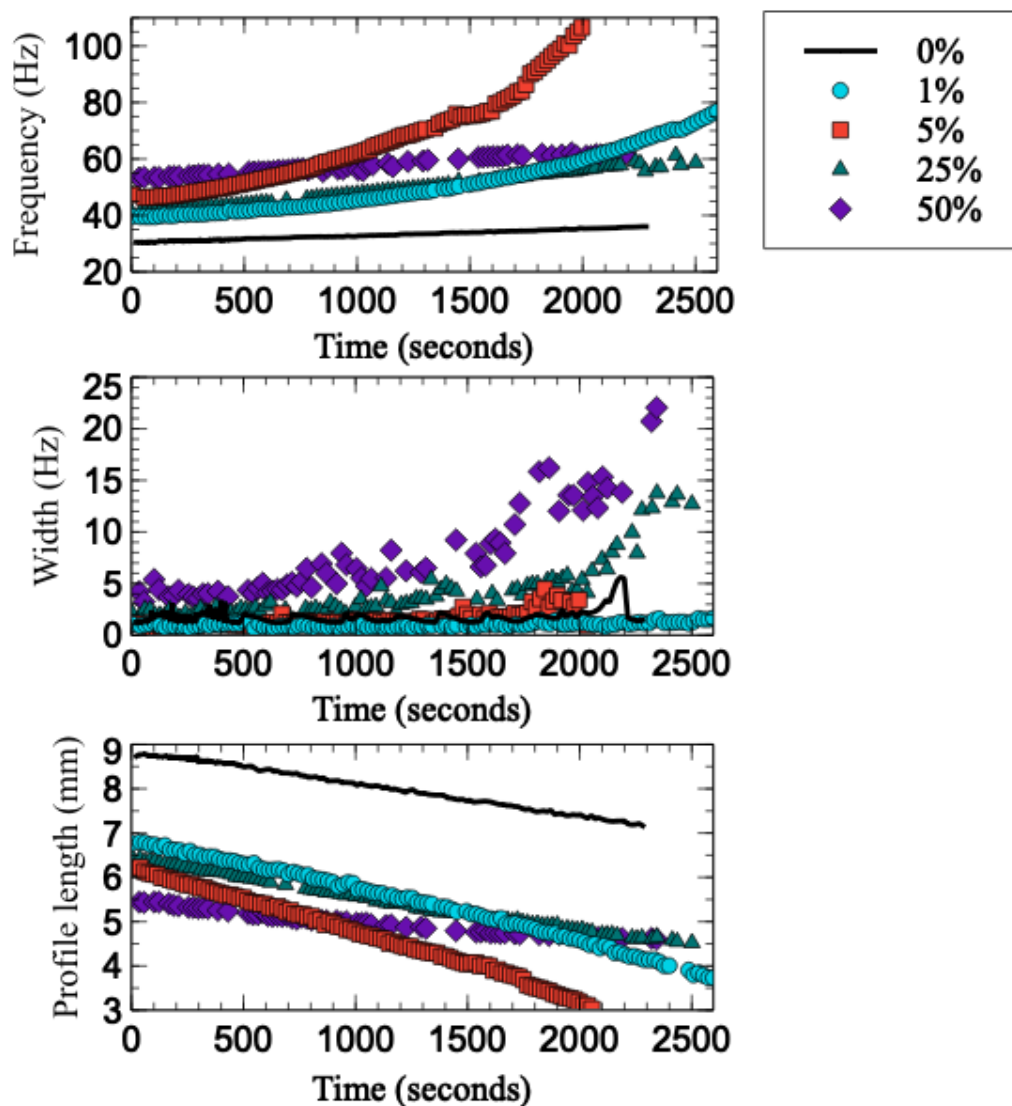 Frequency (Hz)
100
80
60
40
20
0 500 1000 1500 2000 2500
Time (seconds)
0%
1%
5%
25%
50%
Width (Hz)
25
20
15
10
5
0
0 500 1000 1500 2000 2500
Time (seconds)
Profile length (mm)
9
8
7
6
5
4
3
0 500 1000 1500 2000 2500
Time (seconds)